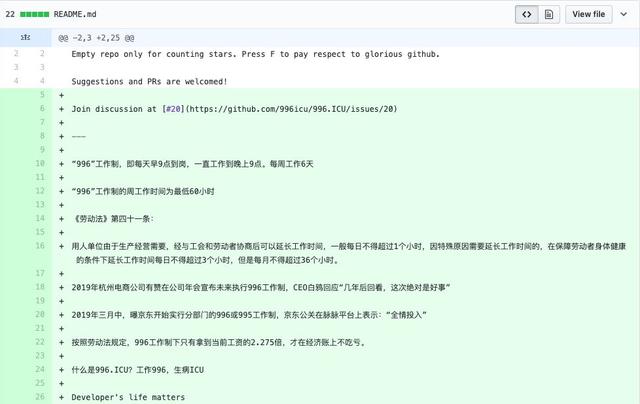 22 README.md View file
@@ -2,3 +2,25 @@
2 2 Empty repo only for counting stars. Press F to pay respect to glorious github.
3 3
4 4 Suggestions and PRs are welcomed!
5 +
6 + Join discussion at [#20](https://github.com/996icu/996.ICU/issues/20)
7 +
8 + ---
9 +
10 + “996”工作制，即每天早9点到岗，一直工作到晚上9点。每周工作6天
11 +
12 + “996”工作制的周工作时间为最低60小时
13 +
14 + 《劳动法》第四十一条：
15 +
16 + 用人单位由于生产经营需要，经与工会和劳动者协商后可以延长工作时间，一般每日不得超过1个小时，因特殊原因需要延长工作时间的，在保障劳动者身体健康
的条件下延长工作时间每日不得超过3个小时，但是每月不得超过36个小时。
17 +
18 + 2019年杭州电商公司有赞在公司年会宣布未来执行996工作制，CEO白鸦回应“几年后回看，这次绝对是好事”
19 +
20 + 2019年三月中，曝京东开始实行分部门的996或995工作制，京东公关在脉脉平台上表示：“全情投入”
21 +
22 + 按照劳动法规定，996工作制下只有拿到当前工资的2.275倍，才在经济账上不吃亏。
23 +
24 + 什么是996.ICU？工作996，生病ICU
25 +
26 + Developer's life matters